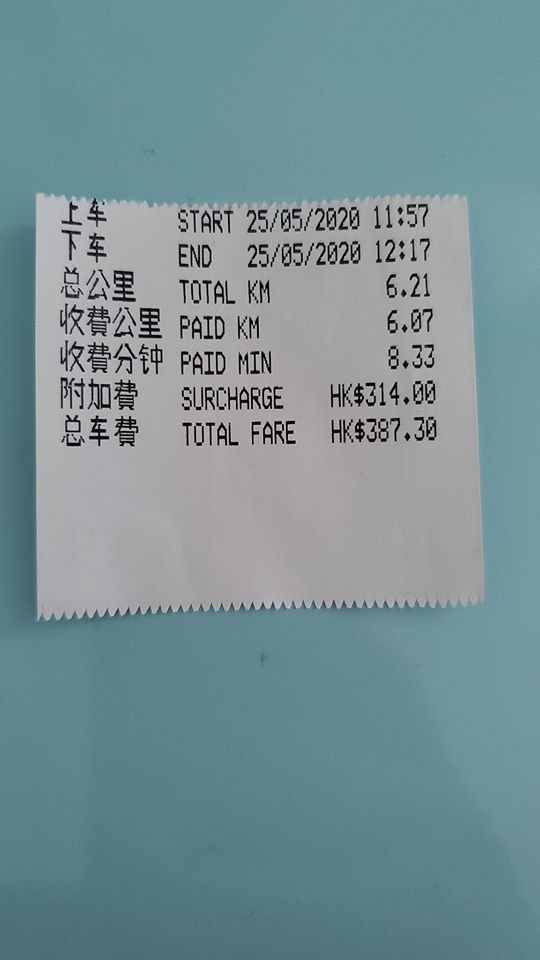 上车 START 25/05/2020 11:57
下车 END 25/05/2020 12:17
总公里 TOTAL KM 6.21
收費公里 PAID KM 6.07
收費分钟 PAID MIN 8.33
附加費 SURCHARGE HK$314.00
总车費 TOTAL FARE HK$387.30